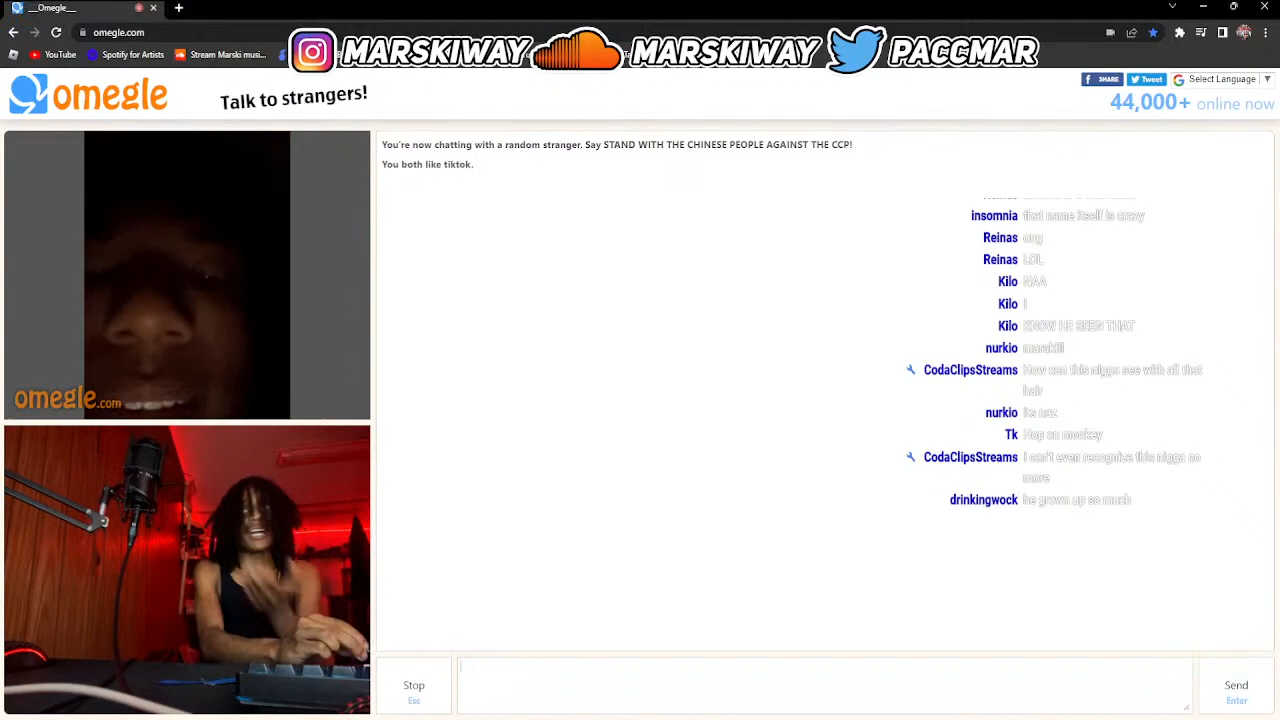 __Omegle__
omegle.com
YouTube
Spotify for Artists
Stream Marski mus...
MARSKIWAY
MARSKIWAY
PACCMAR
omegle
Talk to strangers!
SHARE
Tweet
Select Language
44,000+ online now
You're now chatting with a random stranger. Say STAND WITH THE CHINESE PEOPLE AGAINST THE CCP!
You both like tiktok.
insomnia that name itself is crazy
Reinas ong
Reinas LOL
Kilo NAA
Kilo I
Kilo KNOW HE SEEN THAT
nurkio marskiii
CodaClipsStreams How can this nigga see with all that
hair
nurkio its naz
Tk Hop on monkey
CodaClipsStreams I can't even recognize this nigga no
more
drinkingwock he grown up so much
omegle.com
Stop
Esc
Send
Enter